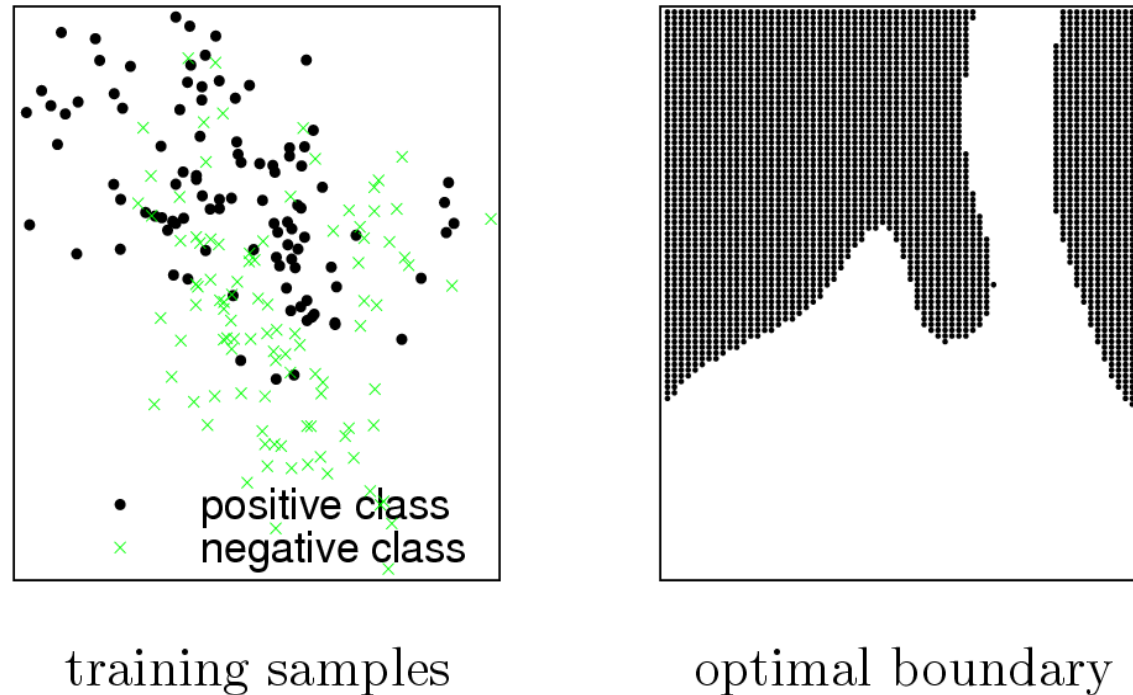 positive class
negative class
training samples
optimal boundary